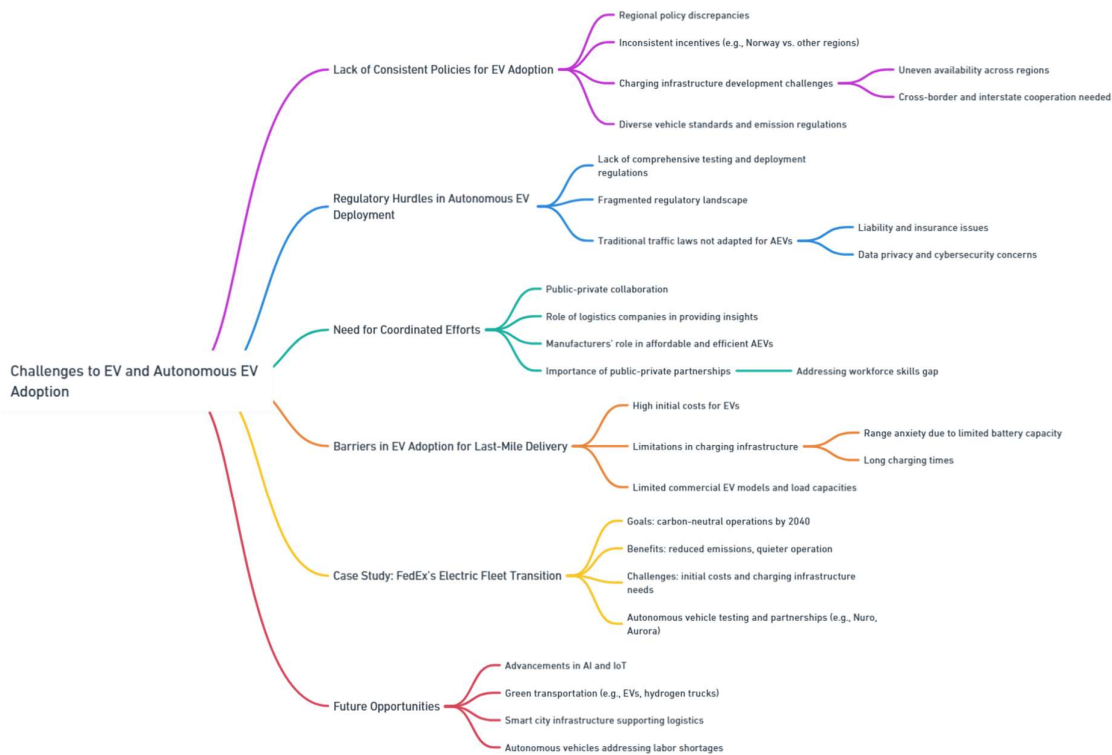 Challenges to EV and Autonomous EV
Adoption
Lack of Consistent Policies for EV Adoption
Regional policy discrepancies
Inconsistent incentives (e.g., Norway vs. other regions)
Charging infrastructure development challenges
Uneven availability across regions
Cross-border and interstate cooperation needed
Diverse vehicle standards and emission regulations
Regulatory Hurdles in Autonomous EV
Deployment
Lack of comprehensive testing and deployment
regulations
Fragmented regulatory landscape
Traditional traffic laws not adapted for AEVs
Liability and insurance issues
Data privacy and cybersecurity concerns
Need for Coordinated Efforts
Public-private collaboration
Role of logistics companies in providing insights
Manufacturers' role in affordable and efficient AEVs
Importance of public-private partnerships
Addressing workforce skills gap
Barriers in EV Adoption for Last-Mile Delivery
High initial costs for EVs
Limitations in charging infrastructure
Range anxiety due to limited battery capacity
Long charging times
Limited commercial EV models and load capacities
Case Study: FedEx's Electric Fleet Transition
Goals: carbon-neutral operations by 2040
Benefits: reduced emissions, quieter operation
Challenges: initial costs and charging infrastructure
needs
Autonomous vehicle testing and partnerships (e.g., Nuro,
Aurora)
Future Opportunities
Advancements in AI and IoT
Green transportation (e.g., EVs, hydrogen trucks)
Smart city infrastructure supporting logistics
Autonomous vehicles addressing labor shortages